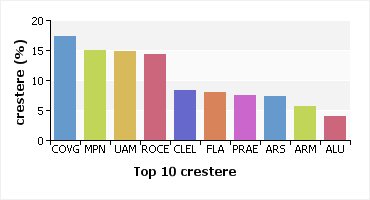 crestere (%)
20
15
10
5
0
COVG MPN UAM ROCE CLEL FLA PRAE ARS ARM ALU
Top 10 crestere